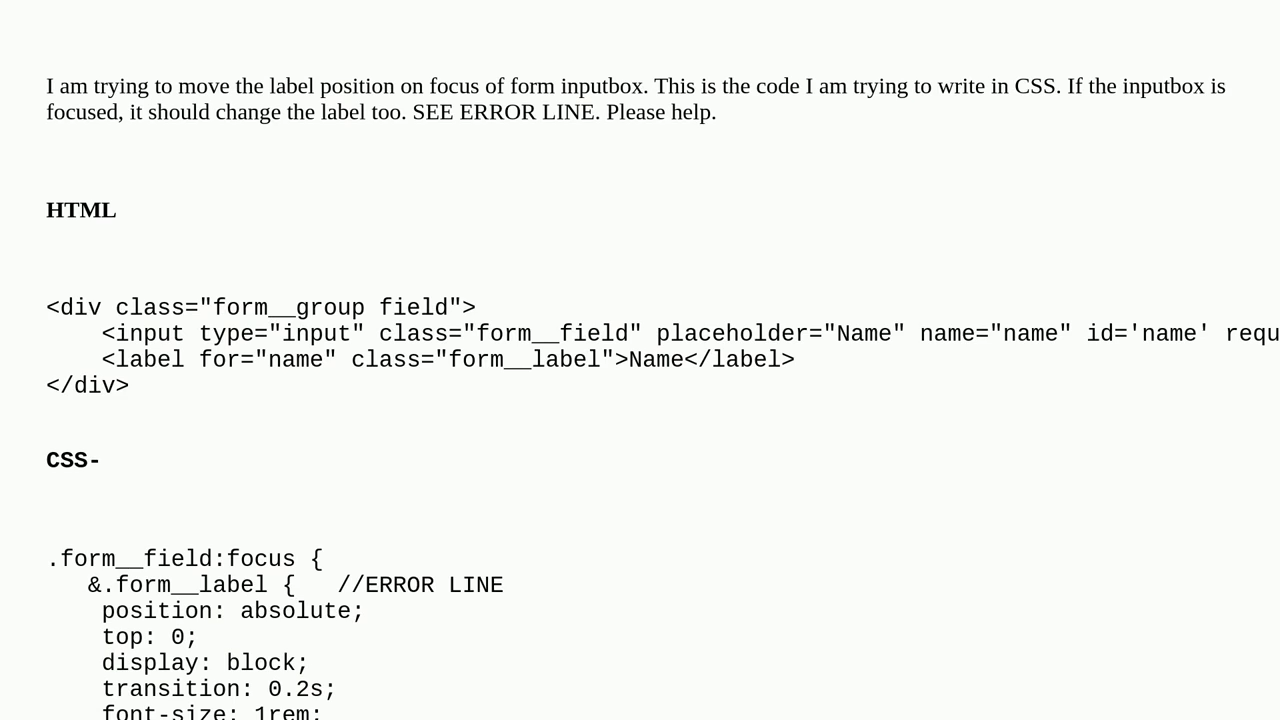 I am trying to move the label position on focus of form inputbox. This is the code I am trying to write in CSS. If the inputbox is
focused, it should change the label too. SEE ERROR LINE. Please help.
HTML
<div class="form__group field">
    <input type="input" class="form__field" placeholder="Name" name="name" id='name' requ
    <label for="name" class="form__label">Name</label>
</div>
CSS-
.form__field:focus {
   &.form__label {   //ERROR LINE
    position: absolute;
    top: 0;
    display: block;
    transition: 0.2s;
    font-size: 1rem;